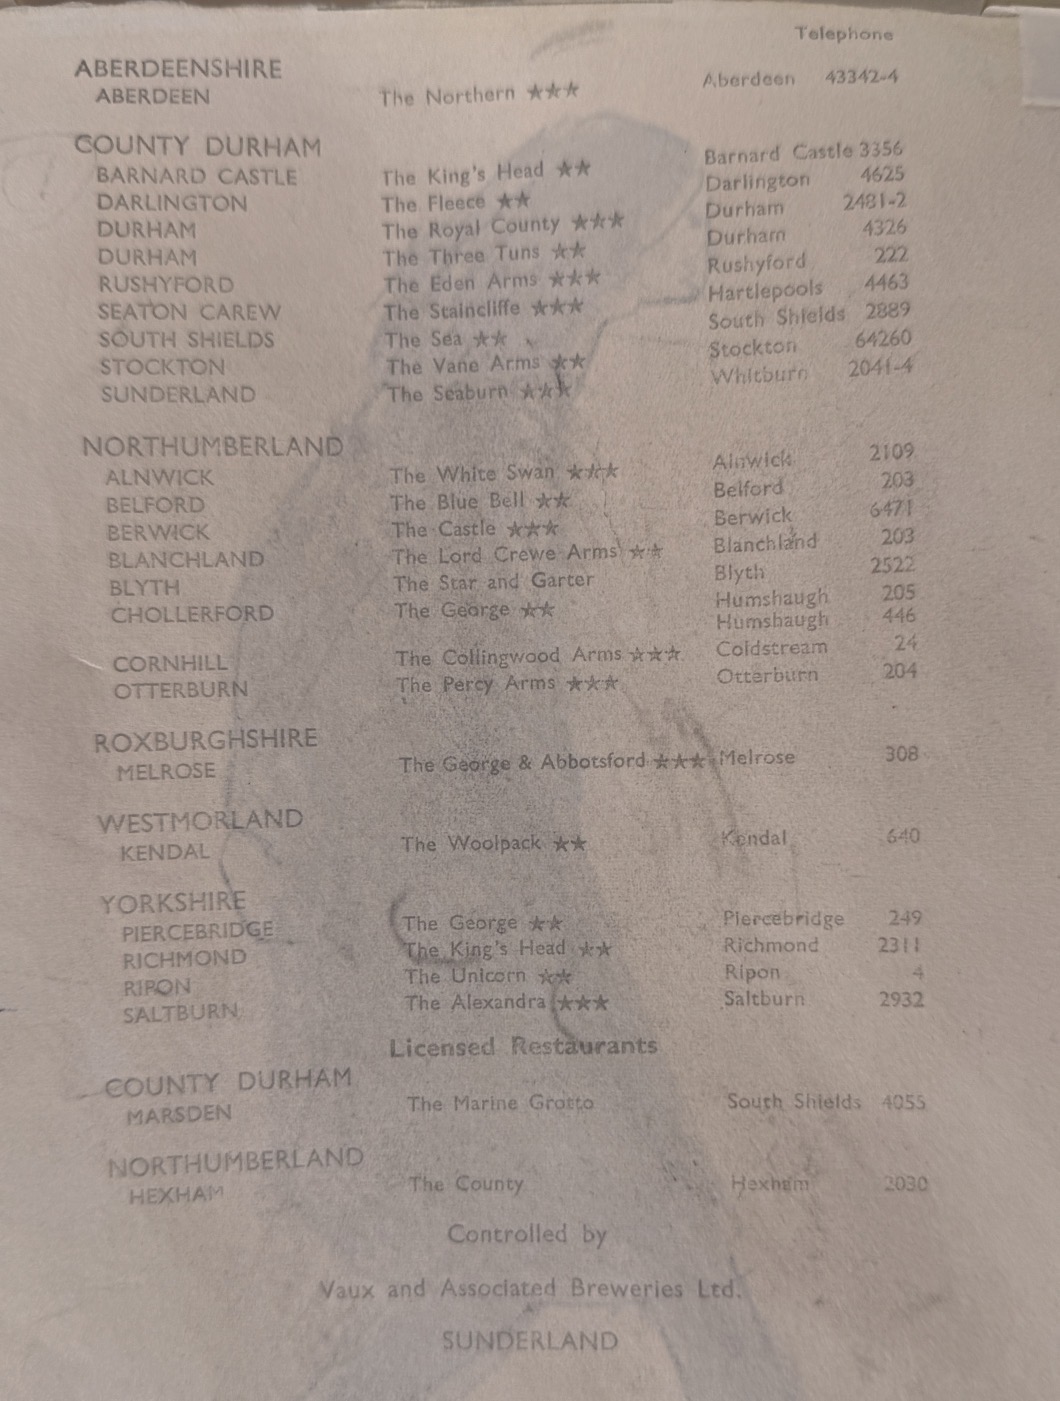 Telephone
ABERDEENSHIRE
ABERDEEN The Northern ★★★ Aberdeen 43342-4
COUNTY DURHAM
BARNARD CASTLE The King's Head ★★ Barnard Castle 3356
DARLINGTON The Fleece ★★ Darlington 4625
DURHAM The Royal County ★★★ Durham 2481-2
DURHAM The Three Tuns ★★ Durham 4326
RUSHYFORD The Eden Arms ★★★ Rushyford 222
SEATON CAREW The Staincliffe ★★★ Hartlepools 4463
SOUTH SHIELDS The Sea ★★ South Shields 2889
STOCKTON The Vane Arms ★★ Stockton 64260
SUNDERLAND The Seaburn ★★★ Whitburn 2041-4
NORTHUMBERLAND
ALNWICK The White Swan ★★★ Alnwick 2109
BELFORD The Blue Bell ★★ Belford 203
BERWICK The Castle ★★★ Berwick 6471
BLANCHLAND The Lord Crewe Arms ★★ Blanchland 203
BLYTH The Star and Garter Blyth 2522
CHOLLERFORD The George ★★ Humshaugh 205
Humshaugh 446
CORNHILL The Collingwood Arms ★★★ Coldstream 24
OTTERBURN The Percy Arms ★★★ Otterburn 204
ROXBURGHSHIRE
MELROSE The George & Abbotsford ★★★ Melrose 308
WESTMORLAND
KENDAL The Woolpack ★★ Kendal 640
YORKSHIRE
PIERCEBRIDGE The George ★★ Piercebridge 249
RICHMOND The King's Head ★★ Richmond 2311
RIPON The Unicorn ★★ Ripon 4
SALTBURN The Alexandra ★★★ Saltburn 2932
Licensed Restaurants
COUNTY DURHAM
MARSDEN The Marine Grotto South Shields 4055
NORTHUMBERLAND
HEXHAM The County Hexham 2030
Controlled by
Vaux and Associated Breweries Ltd.
SUNDERLAND